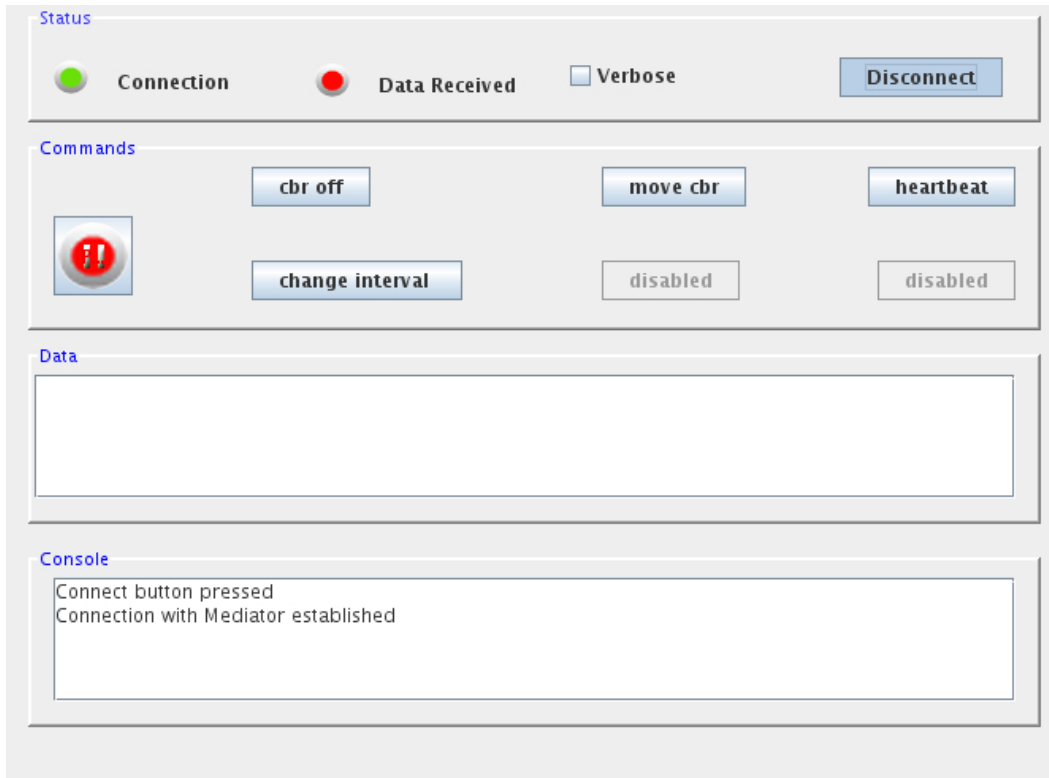 Status
Connection
Data Received
Verbose
Disconnect
Commands
cbr off
move cbr
heartbeat
!!
change interval
disabled
disabled
Data
Console
Connect button pressed
Connection with Mediator established